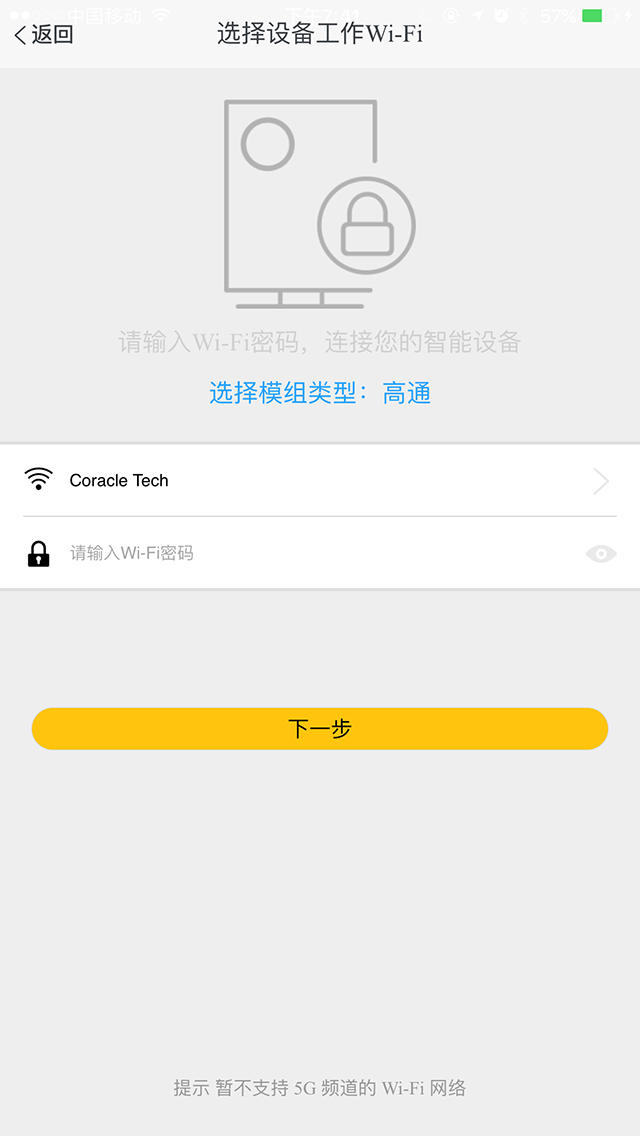 中国移动 下午7:41 57%
返回 选择设备工作Wi-Fi
请输入Wi-Fi密码，连接您的智能设备
选择模组类型：高通
Coracle Tech
请输入Wi-Fi密码
下一步
提示 暂不支持 5G 频道的 Wi-Fi 网络